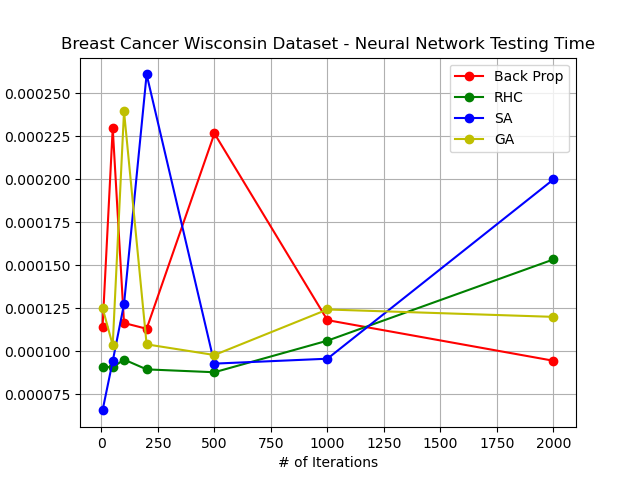 Breast Cancer Wisconsin Dataset - Neural Network Testing Time
Back Prop
RHC
SA
GA
0.000250
0.000225
0.000200
0.000175
0.000150
0.000125
0.000100
0.000075
0 250 500 750 1000 1250 1500 1750 2000
# of Iterations